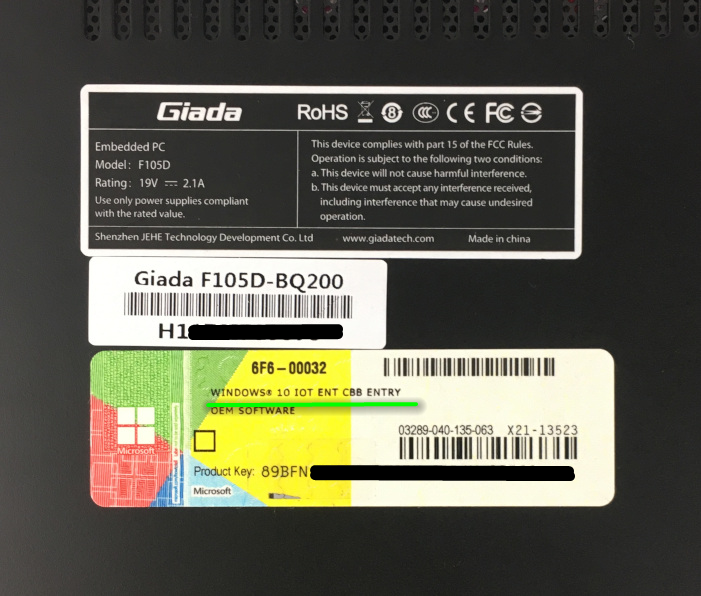 Giada RoHS 8 CCC CE FC
Embedded PC
Model: F105D
Rating: 19V 2.1A
Use only power supplies compliant
with the rated value.
This device complies with part 15 of the FCC Rules.
Operation is subject to the following two conditions:
a. This device will not cause harmful interference.
b. This device must accept any interference received,
including interference that may cause undesired
operation.
Shenzhen JEHE Technology Development Co. Ltd www.giadatech.com Made in china
Giada F105D-BQ200
H1
6F6-00032
WINDOWS® 10 IOT ENT CBB ENTRY
OEM SOFTWARE
03289-040-135-063 X21-13523
Microsoft
Product Key: 89BFN
Microsoft